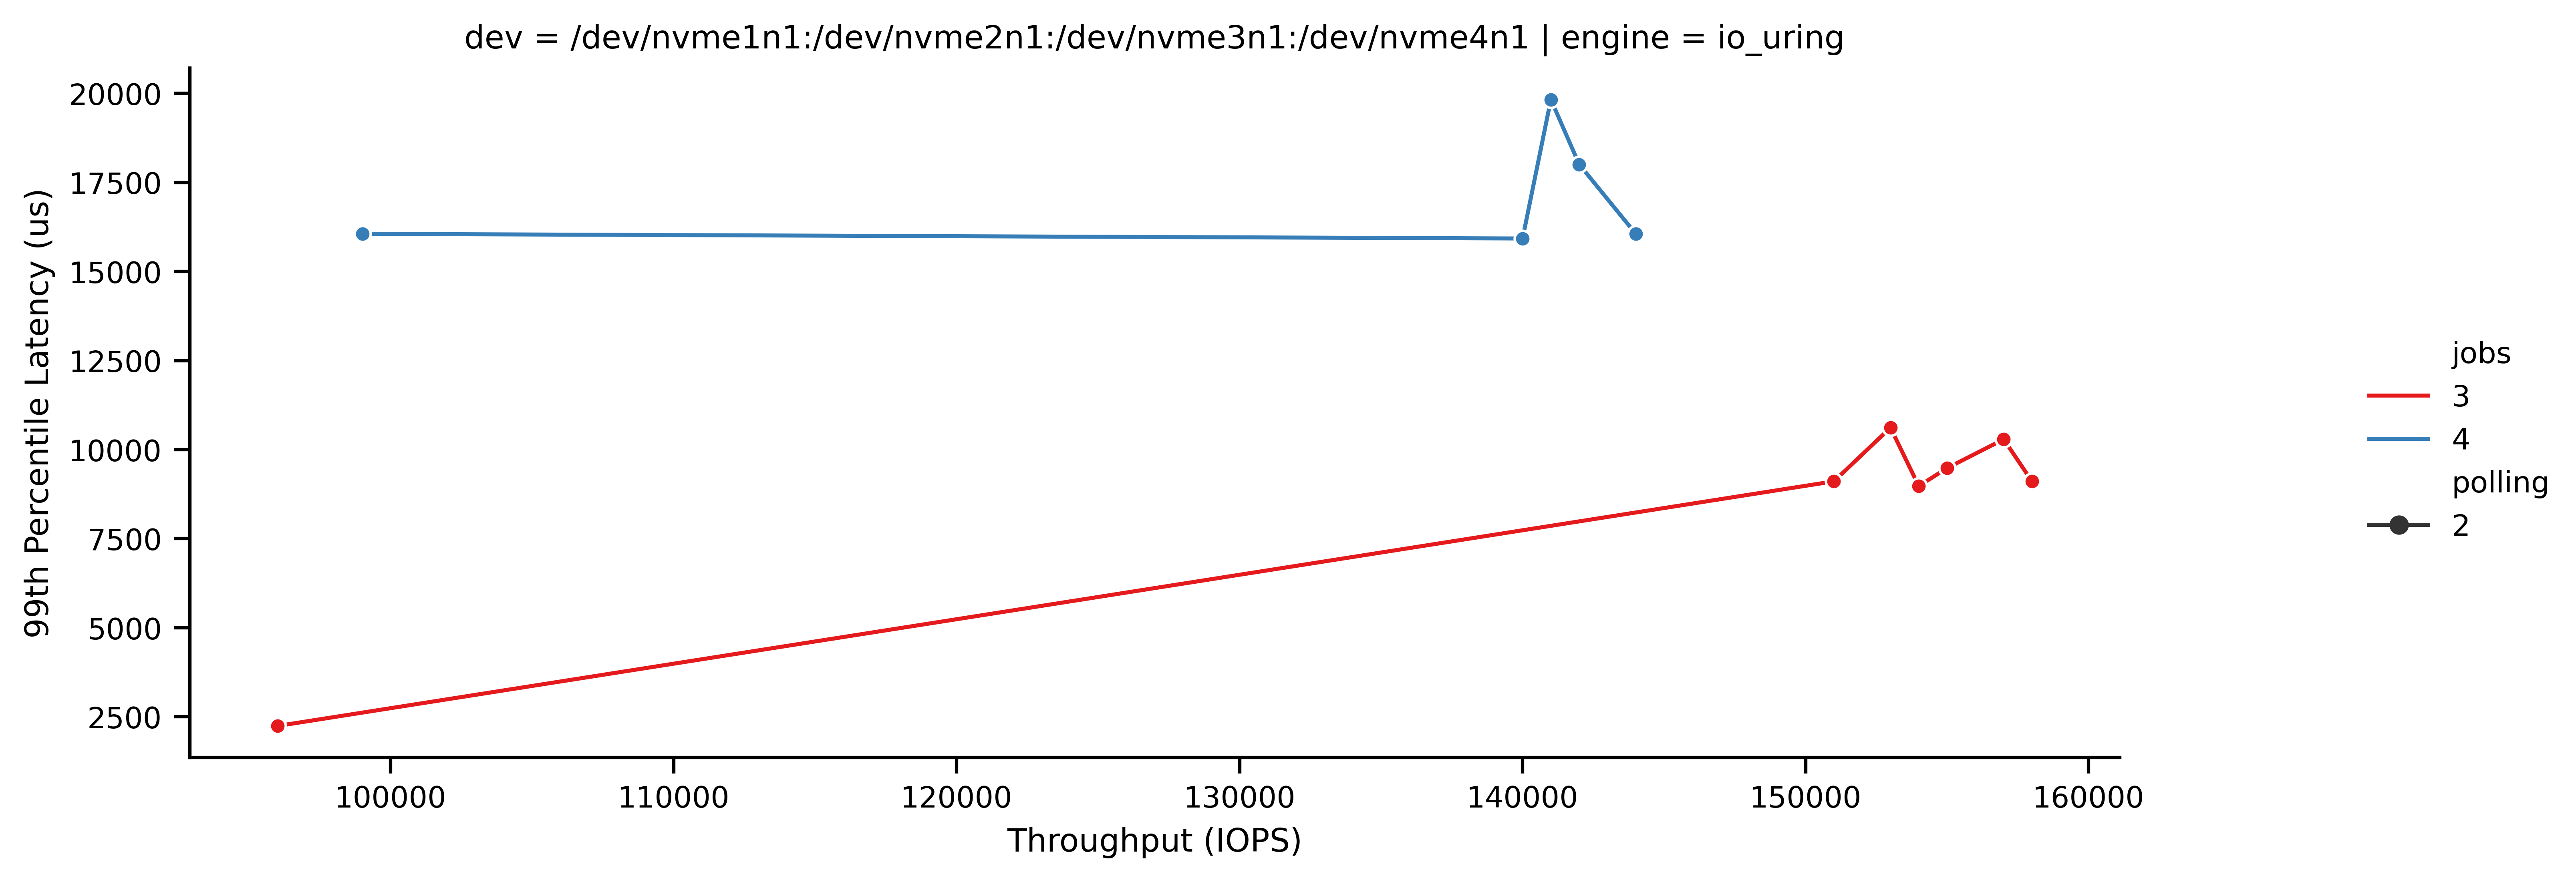 dev = /dev/nvme1n1:/dev/nvme2n1:/dev/nvme3n1:/dev/nvme4n1 | engine = io_uring
99th Percentile Latency (us)
20000
17500
15000
12500
10000
7500
5000
2500
100000 110000 120000 130000 140000 150000 160000
Throughput (IOPS)
jobs
3
4
polling
2